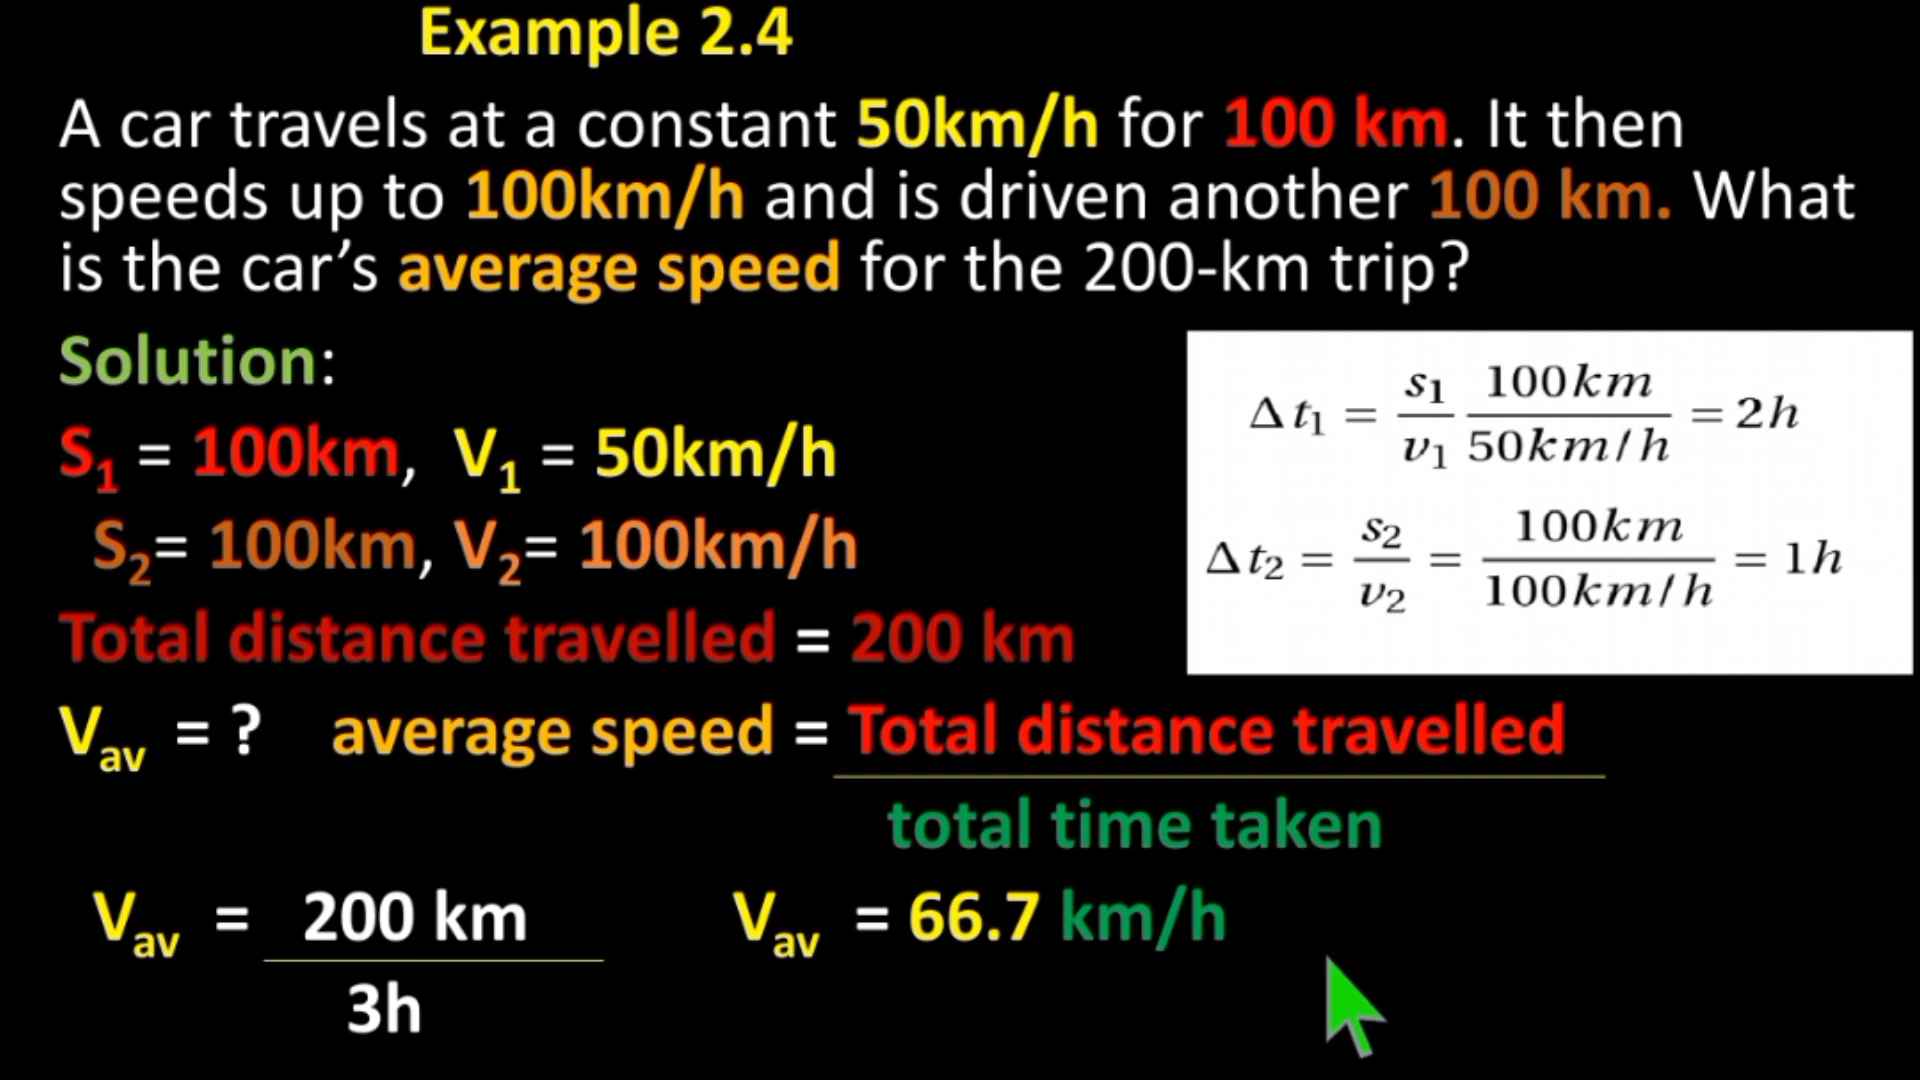 Example 2.4
A car travels at a constant 50km/h for 100 km. It then
speeds up to 100km/h and is driven another 100 km. What
is the car’s average speed for the 200-km trip?
Solution:
S₁ = 100km, V₁ = 50km/h
S₂= 100km, V₂= 100km/h
Δt₁ = s₁/v₁ 100km/50km/h = 2h
Δt₂ = s₂/v₂ = 100km/100km/h = 1h
Total distance travelled = 200 km
Vav = ? average speed = Total distance travelled
total time taken
Vav = 200 km Vav = 66.7 km/h
3h